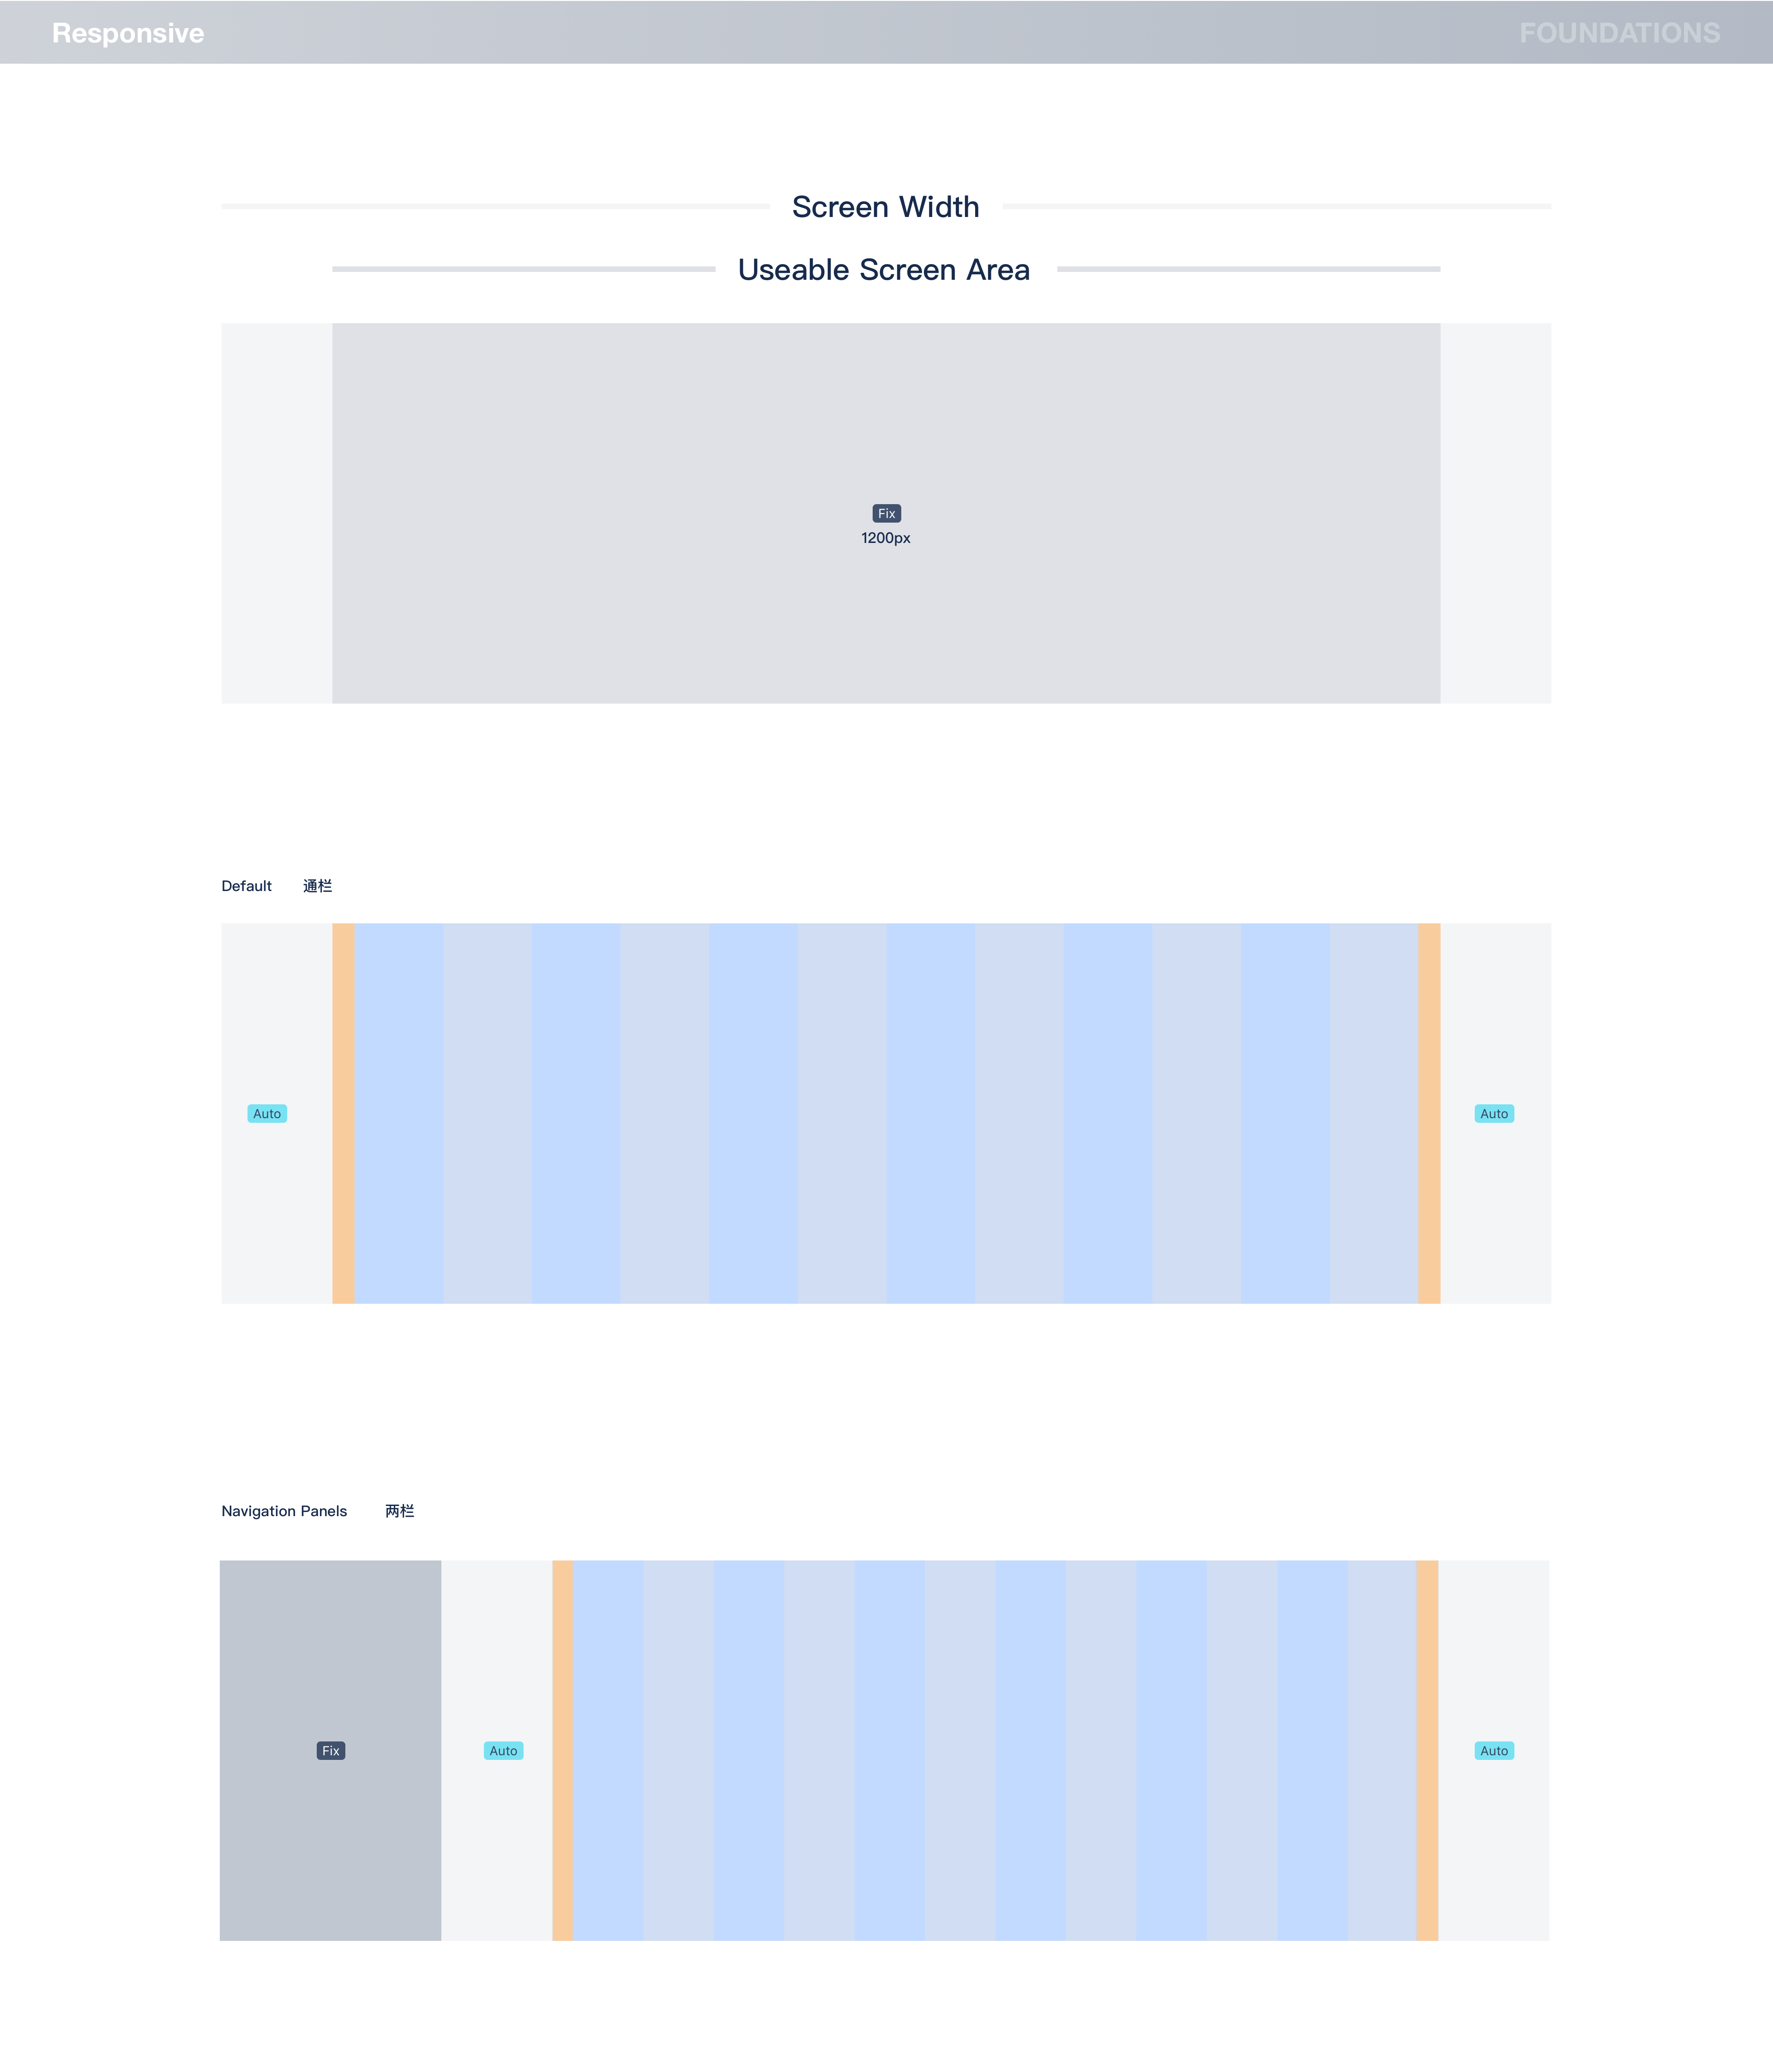 Responsive FOUNDATIONS
Screen Width
Useable Screen Area
Fix
1200px
Default 通栏
Auto Auto
Navigation Panels 两栏
Fix Auto Auto